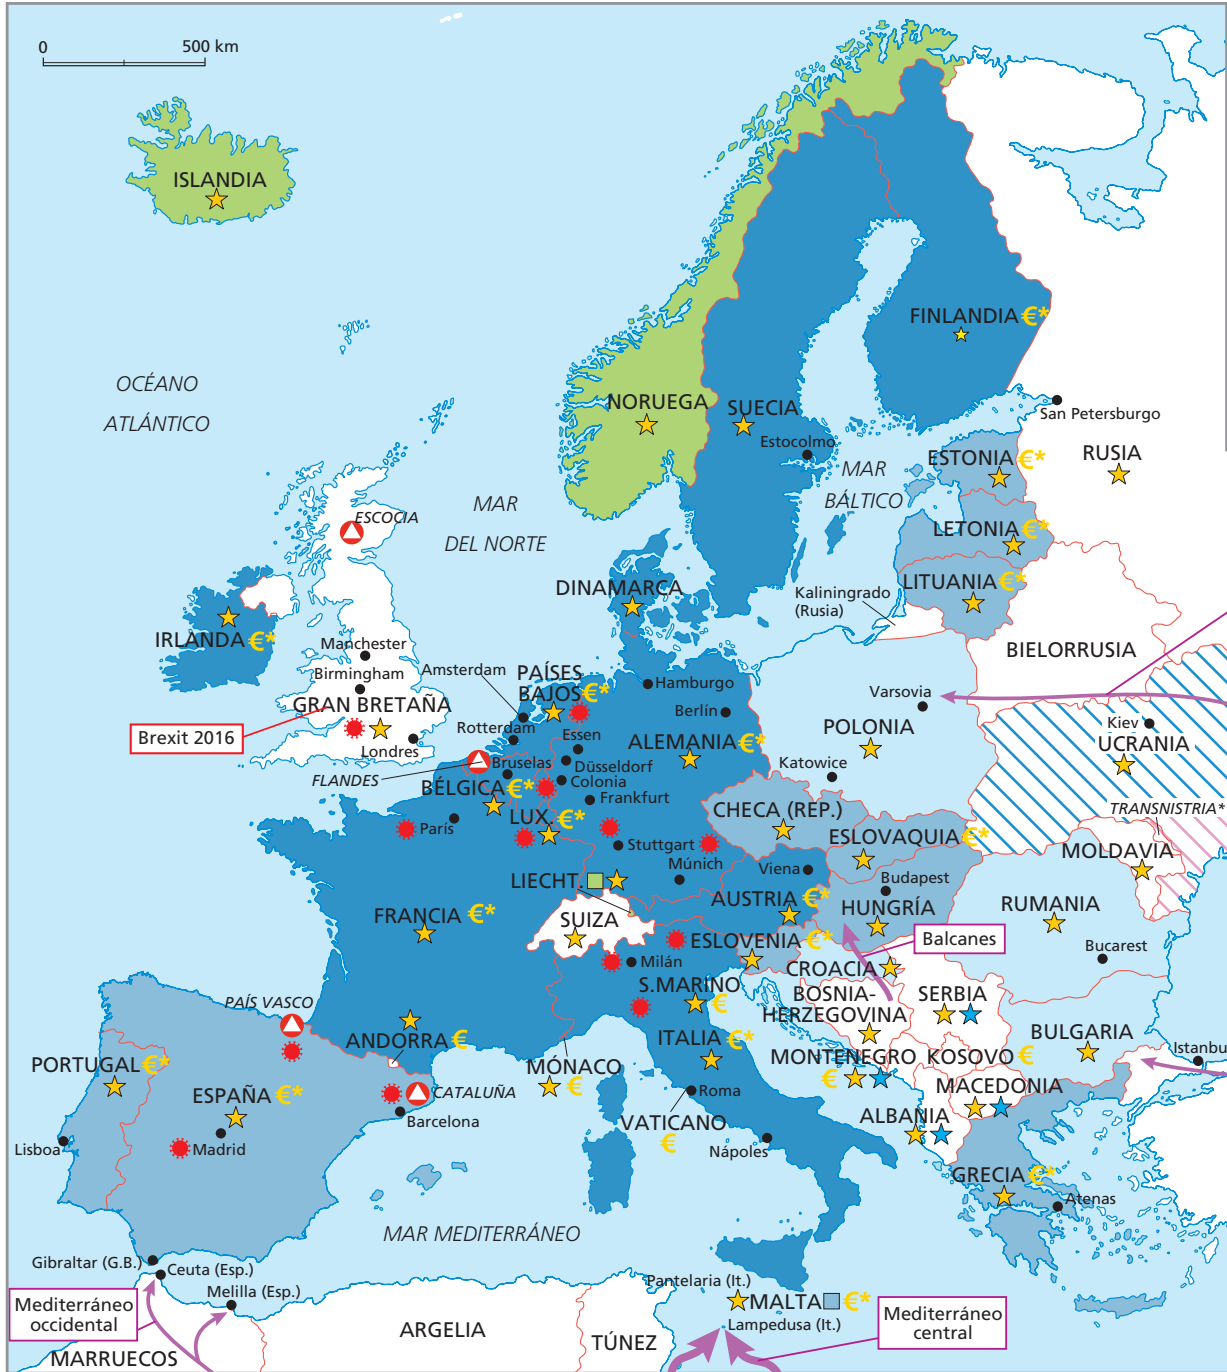 0 500 km
ISLANDIA
OCÉANO
ATLÁNTICO
NORUEGA
SUECIA
Estocolmo
FINLANDIA €*
San Petersburgo
ESTONIA €*
RUSIA
MAR
BÁLTICO
LETONIA €*
LITUANIA €*
Kaliningrado
(Rusia)
BIELORRUSIA
MAR
DEL NORTE
ESCOCIA
DINAMARCA
IRLANDA €*
Manchester
Birmingham
GRAN BRETAÑA
Londres
Brexit 2016
Amsterdam
PAÍSES
BAJOS €*
Rotterdam
Hamburgo
Berlín
Essen
ALEMANIA €*
Düsseldorf
Colonia
Frankfurt
FLANDES
Bruselas
BÉLGICA €*
LUX. €*
París
Stuttgart
Múnich
Varsovia
POLONIA
Katowice
Kiev
UCRANIA
TRANSNISTRIA*
MOLDAVIA
CHECA (REP.)
ESLOVAQUIA €*
Viena
Budapest
LIECHT.
AUSTRIA €*
HUNGRÍA
RUMANIA
Bucarest
FRANCIA €*
SUIZA
ESLOVENIA €*
Balcanes
Milán
CROACIA
S.MARINO
€
BOSNIA-
HERZEGOVINA
SERBIA
BULGARIA
PAÍS VASCO
ANDORRA €
MÓNACO
€
ITALIA €*
MONTENEGRO
€
KOSOVO €
Istanbu
MACEDONIA
PORTUGAL €*
ESPAÑA €*
CATALUÑA
Barcelona
Roma
VATICANO
€
ALBANIA
Lisboa
Madrid
Nápoles
GRECIA €*
Atenas
MAR MEDITERRÁNEO
Gibraltar (G.B.)
Ceuta (Esp.)
Melilla (Esp.)
Pantelaria (It.)
MALTA €*
Lampedusa (It.)
Mediterráneo
occidental
Mediterráneo
central
MARRUECOS
ARGELIA
TÚNEZ